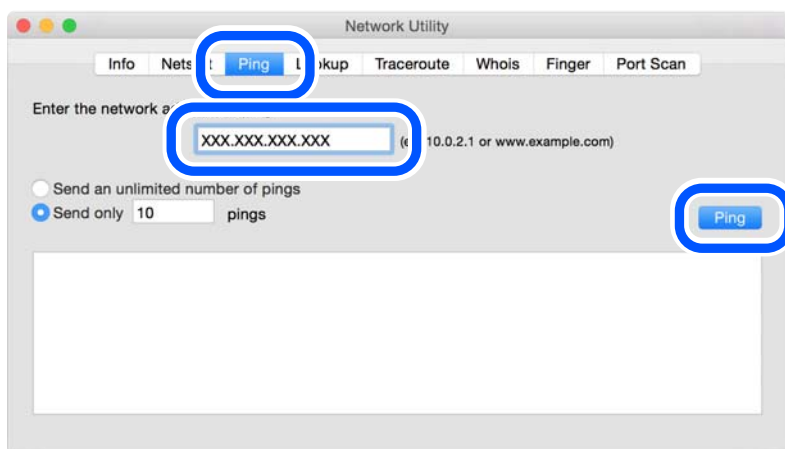 Network Utility
Info Ping Traceroute Whois Finger Port Scan
Enter the network
XXX.XXX.XXX.XXX 10.0.2.1 or www.example.com)
Send an unlimited number of pings
Send only 10 pings
Ping